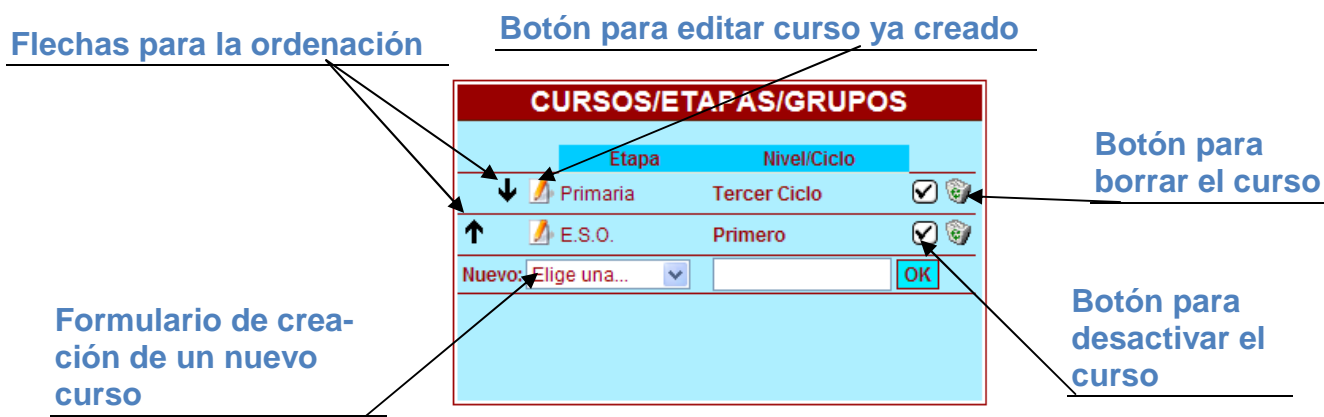 Botón para editar curso ya creado
Flechas para la ordenación
CURSOS/ETAPAS/GRUPOS
Etapa Nivel/Ciclo
Primaria Tercer Ciclo
E.S.O. Primero
Nuevo: Elige una... OK
Botón para
borrar el curso
Botón para
desactivar el
curso
Formulario de crea-
ción de un nuevo
curso